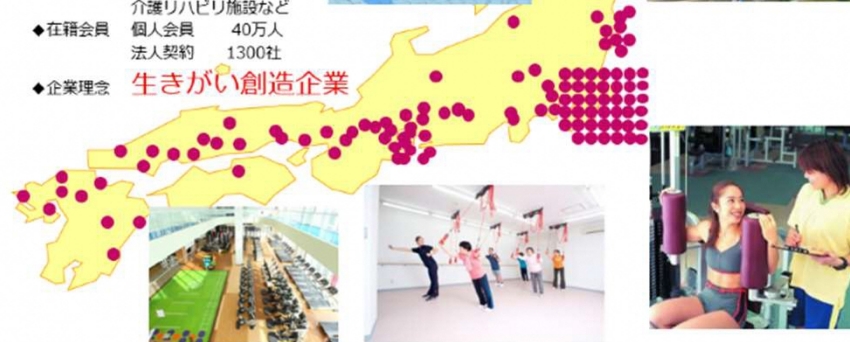 介護リハビリ施設など
◆在籍会員 個人会員 40万人
法人契約 1300社
◆企業理念 生きがい創造企業